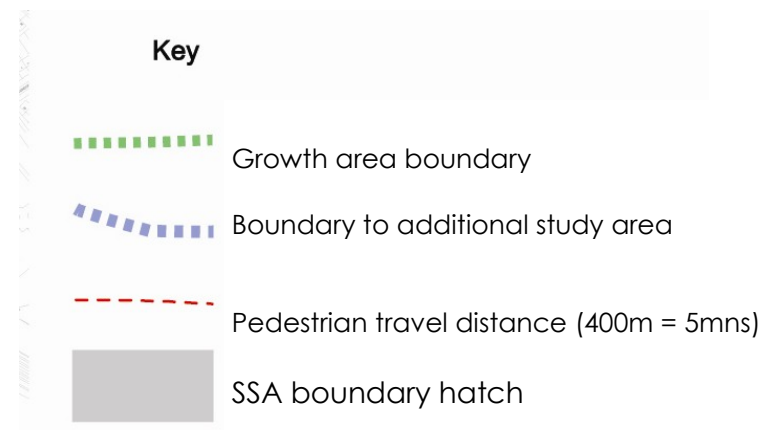 Key
Growth area boundary
Boundary to additional study area
Pedestrian travel distance (400m = 5mns)
SSA boundary hatch